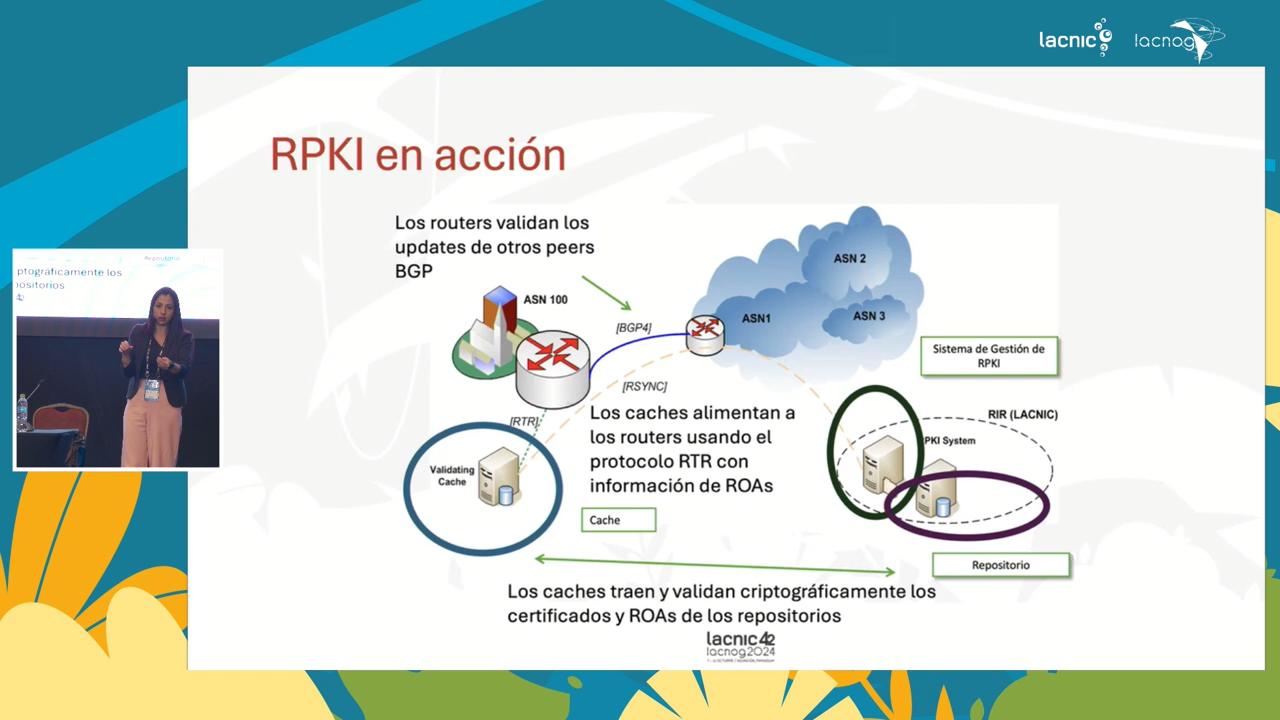 lacnic
lacnog
RPKI en acción
Los routers validan los
updates de otros peers
BGP
ASN 100
[BGP4]
ASN1
ASN 2
ASN 3
Sistema de Gestión de
RPKI
[RSYNC]
[RTR]
Los caches alimentan a
los routers usando el
protocolo RTR con
información de ROAs
RIR (LACNIC)
PKI System
Validating
Cache
Cache
Repositorio
Los caches traen y validan criptográficamente los
certificados y ROAs de los repositorios
lacnic42
lacnog2024
Repositorio
ptográficamente los
positorios